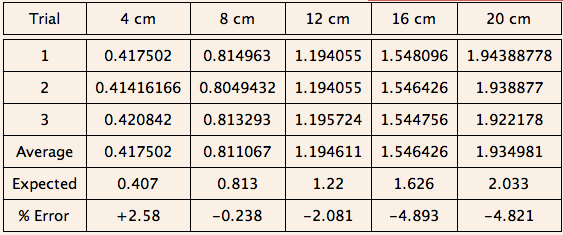 Trial 4 cm 8 cm 12 cm 16 cm 20 cm
1 0.417502 0.814963 1.194055 1.548096 1.94388778
2 0.41416166 0.8049432 1.194055 1.546426 1.938877
3 0.420842 0.813293 1.195724 1.544756 1.922178
Average 0.417502 0.811067 1.194611 1.546426 1.934981
Expected 0.407 0.813 1.22 1.626 2.033
% Error +2.58 −0.238 −2.081 −4.893 −4.821